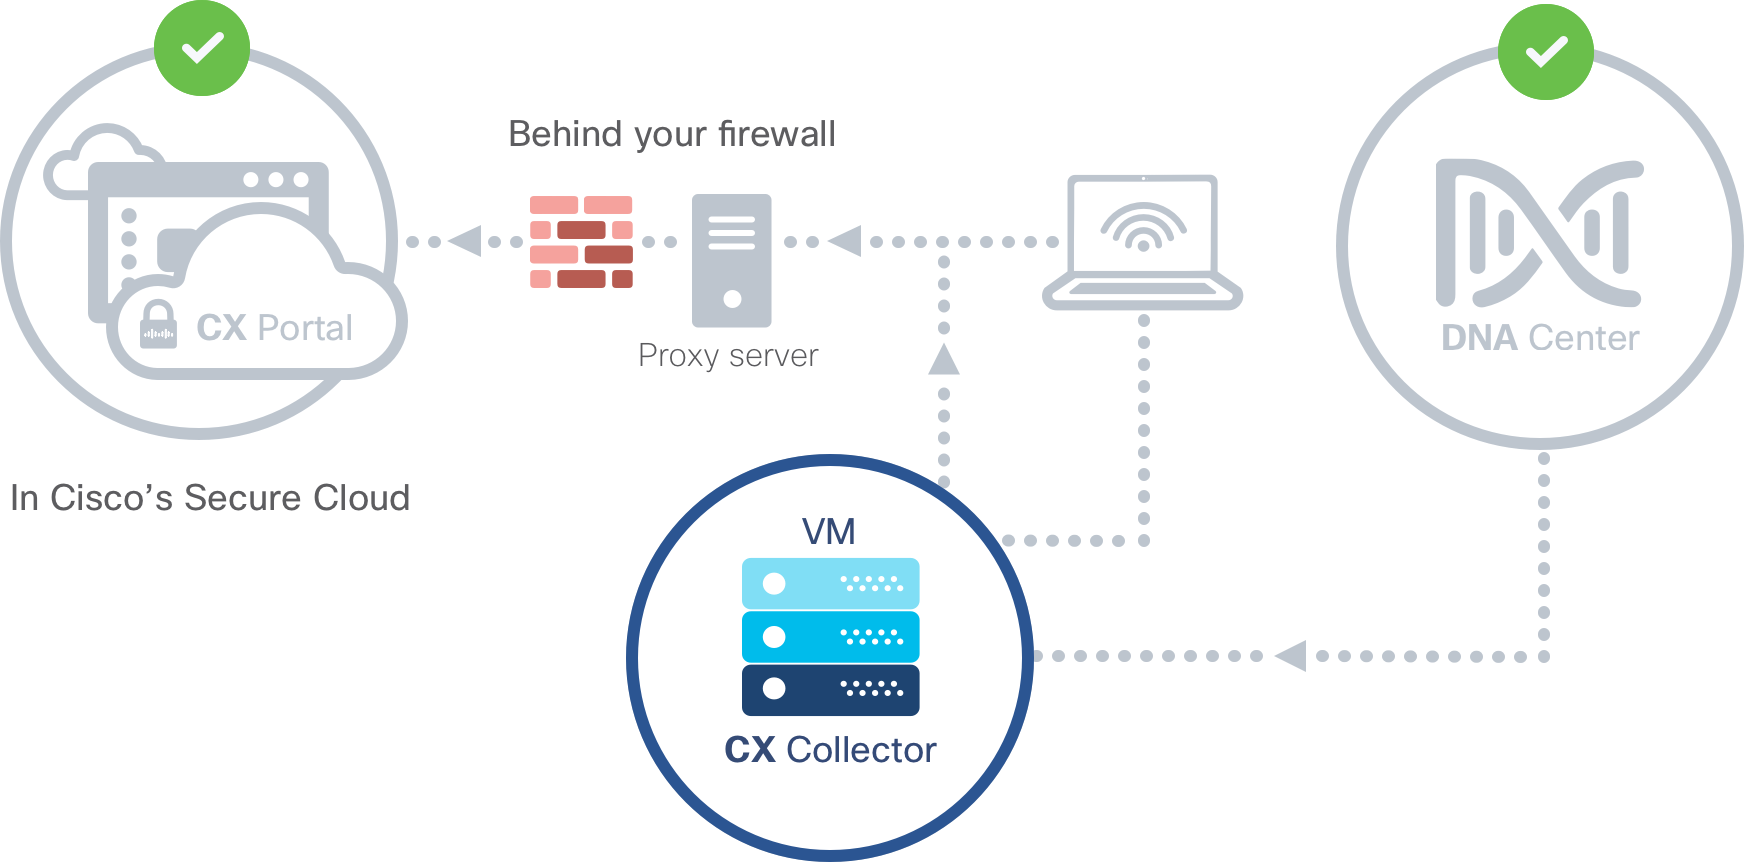 Behind your firewall
CX Portal
Proxy server
DNA Center
In Cisco’s Secure Cloud
VM
CX Collector